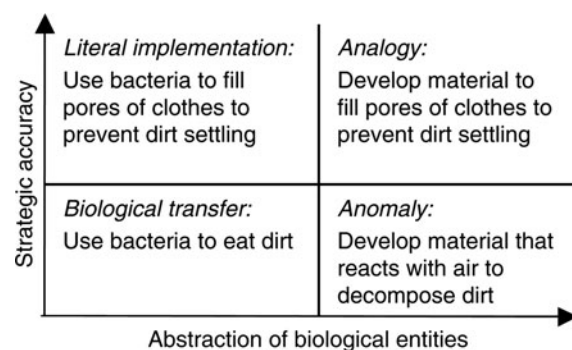 Strategic accuracy
Literal implementation:
Use bacteria to fill
pores of clothes to
prevent dirt settling
Analogy:
Develop material to
fill pores of clothes to
prevent dirt settling
Biological transfer:
Use bacteria to eat dirt
Anomaly:
Develop material that
reacts with air to
decompose dirt
Abstraction of biological entities